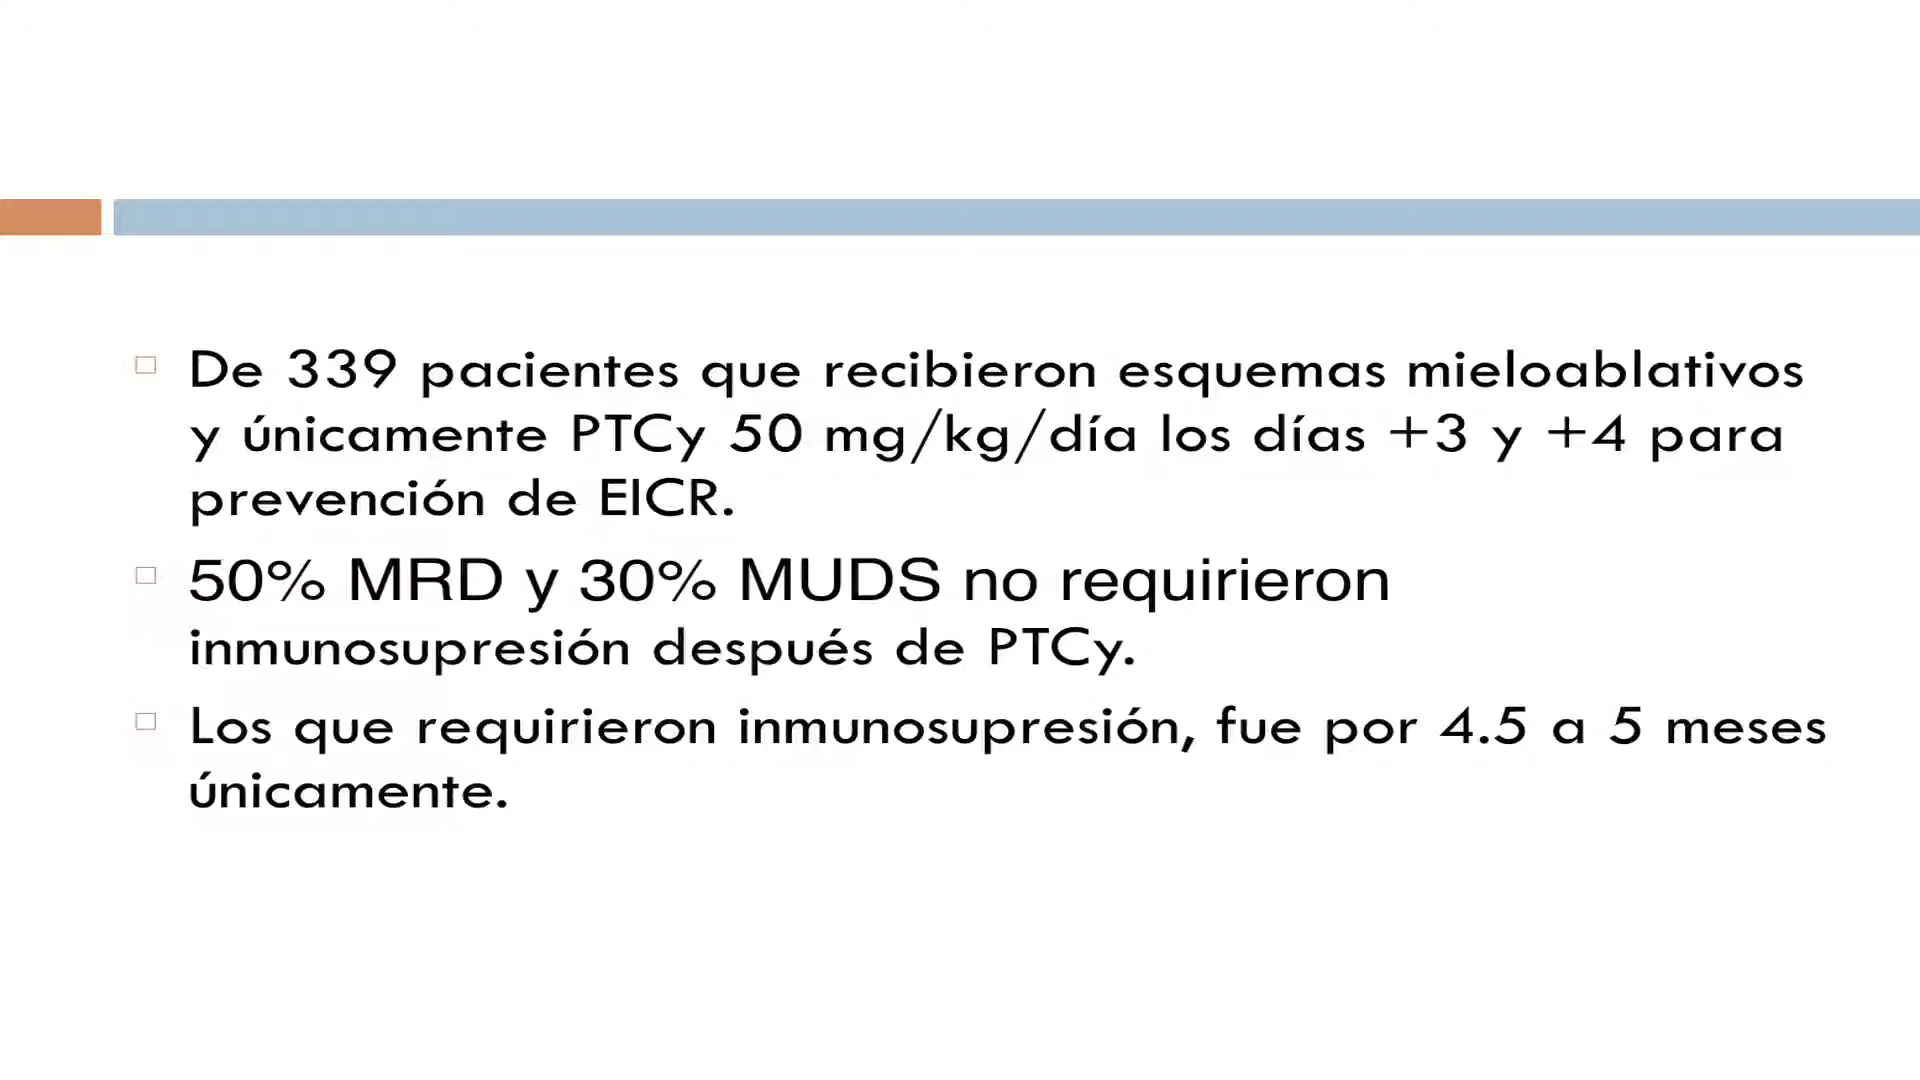 De 339 pacientes que recibieron esquemas mieloablativos
y únicamente PTCy 50 mg/kg/día los días +3 y +4 para
prevención de EICR.
50% MRD y 30% MUDS no requirieron
inmunosupresión después de PTCy.
Los que requirieron inmunosupresión, fue por 4.5 a 5 meses
únicamente.